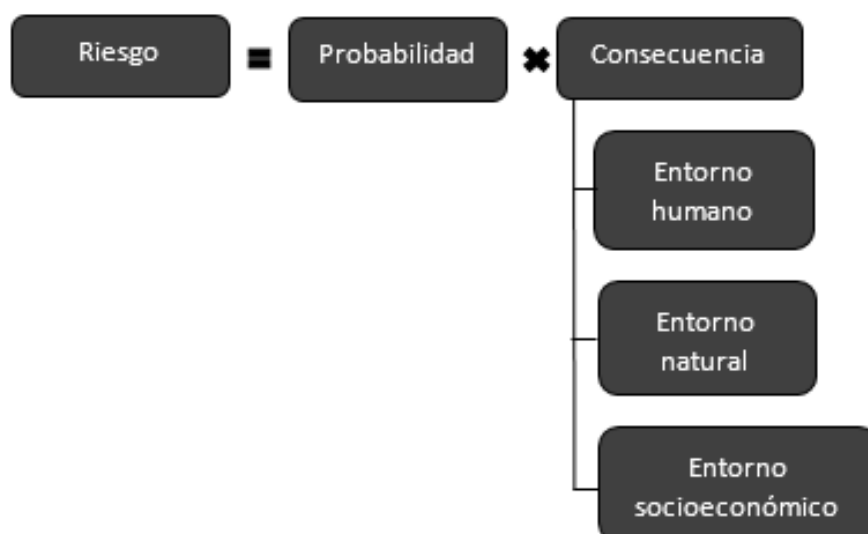 Riesgo = Probabilidad ✖ Consecuencia
Entorno
humano
Entorno
natural
Entorno
socioeconómico